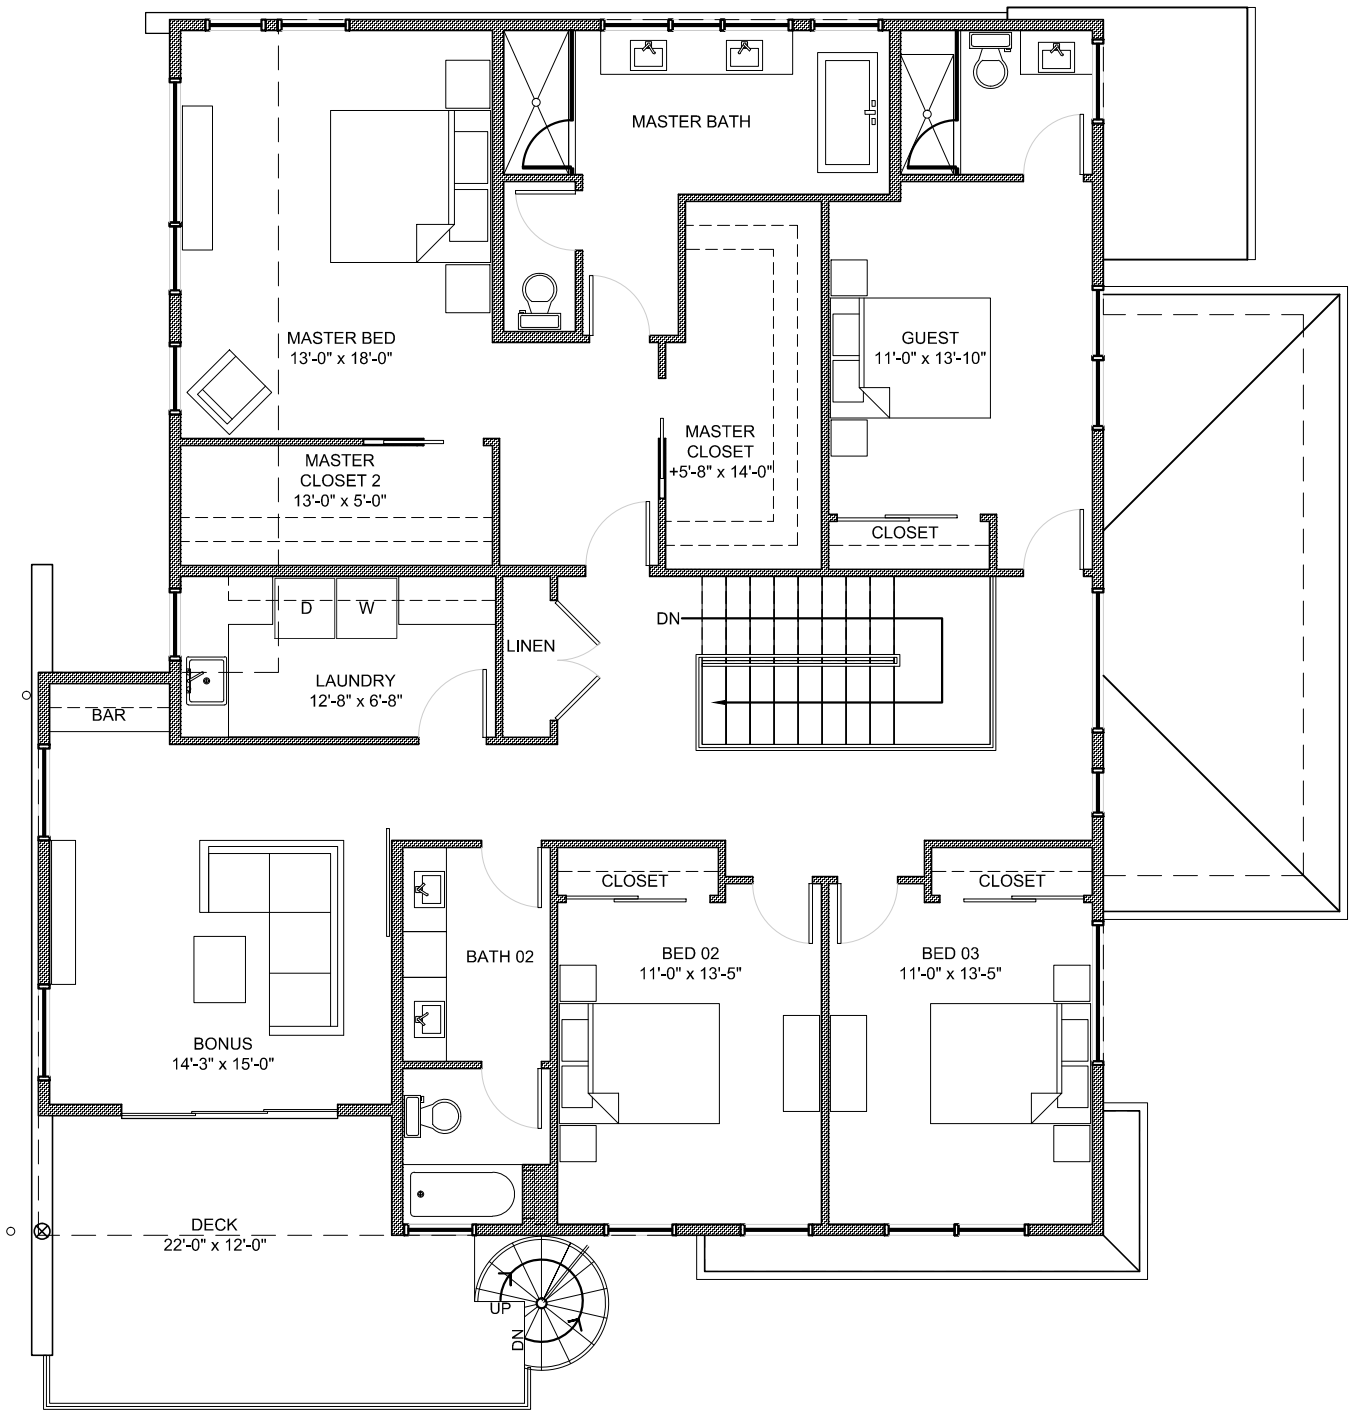 MASTER BATH
MASTER BED
13'-0" x 18'-0"
GUEST
11'-0" x 13'-10"
MASTER
CLOSET
+5'-8" x 14'-0"
MASTER
CLOSET 2
13'-0" x 5'-0"
CLOSET
D
W
DN
LINEN
LAUNDRY
12'-8" x 6'-8"
BAR
CLOSET
CLOSET
BATH 02
BED 02
11'-0" x 13'-5"
BED 03
11'-0" x 13'-5"
BONUS
14'-3" x 15'-0"
DECK
22'-0" x 12'-0"
UP
DN